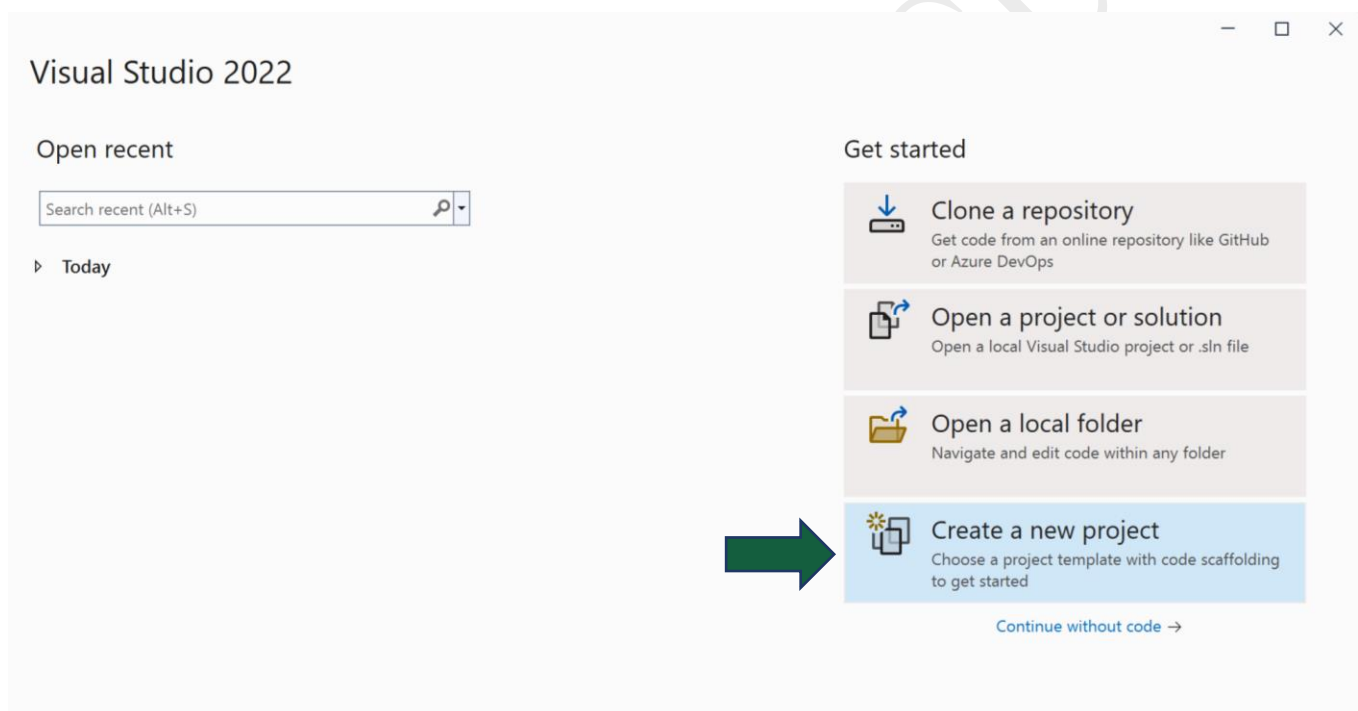 Visual Studio 2022
Open recent
Search recent (Alt+S)
Today
Get started
Clone a repository
Get code from an online repository like GitHub
or Azure DevOps
Open a project or solution
Open a local Visual Studio project or .sln file
Open a local folder
Navigate and edit code within any folder
Create a new project
Choose a project template with code scaffolding
to get started
Continue without code →